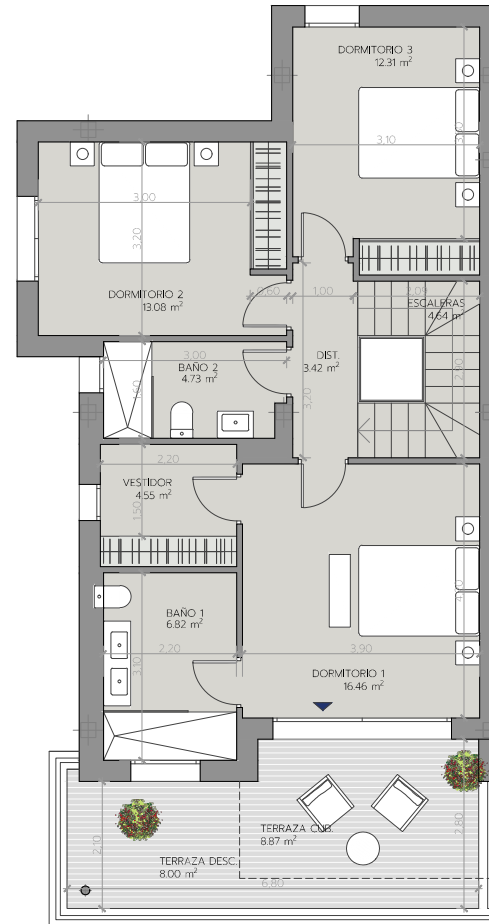 DORMITORIO 3
12.31 m²
3,10
3,00
3,20
DORMITORIO 2
13.08 m²
0,60
1,00
2,09
ESCALERAS
4.64 m²
2,90
DIST.
3.42 m²
3,20
3,00
BAÑO 2
4.73 m²
1,60
2,20
VESTIDOR
4.55 m²
1,50
BAÑO 1
6.82 m²
2,20
3,10
3,90
DORMITORIO 1
16.46 m²
TERRAZA CUB.
8.87 m²
TERRAZA DESC.
8.00 m²
2,10
2,80
6,80